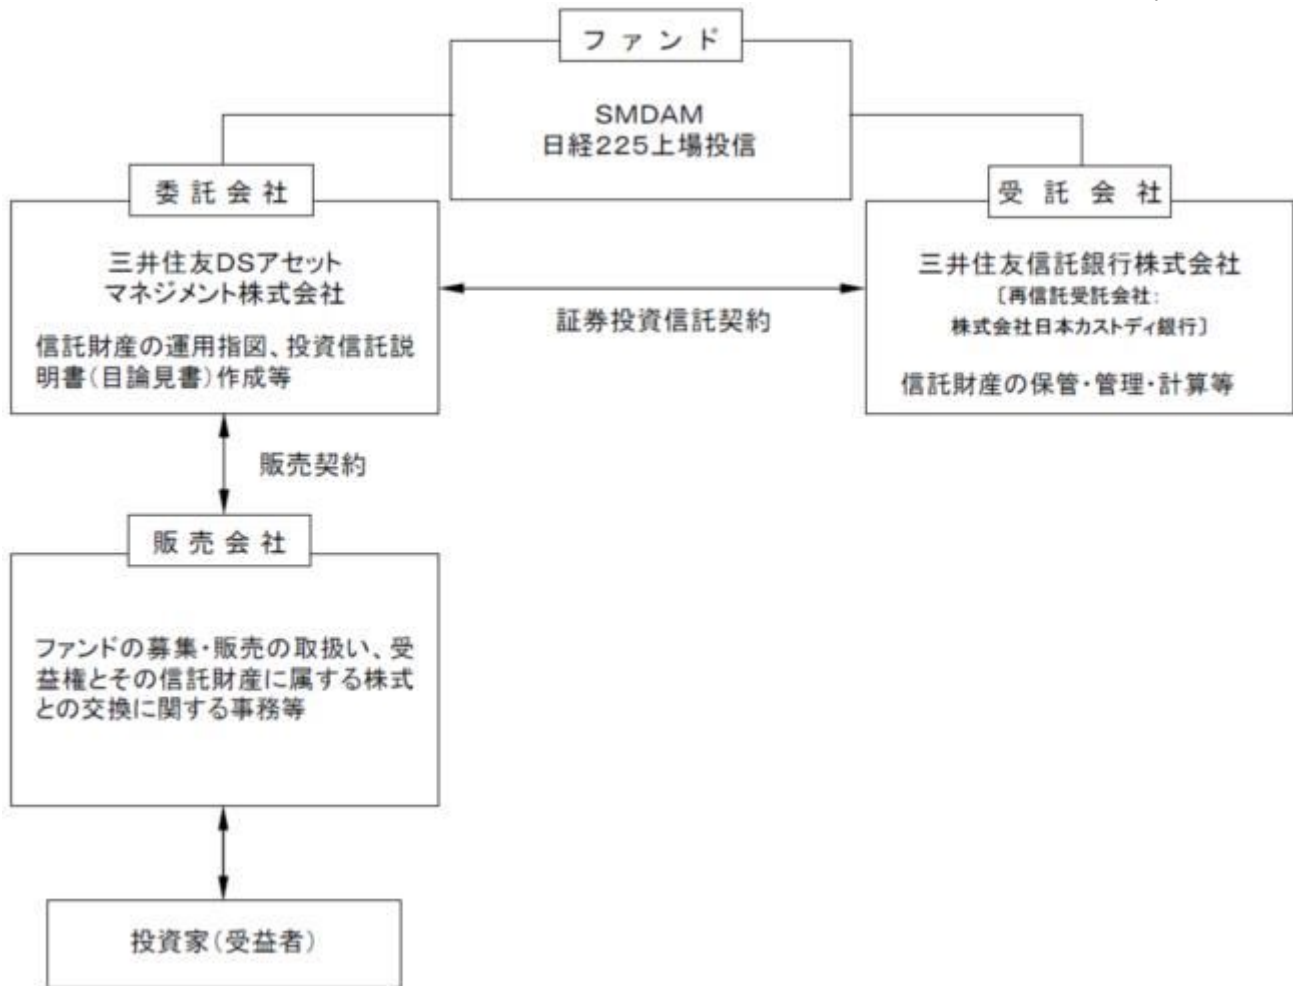 ファンド
SMDAM
日経225上場投信
委託会社
三井住友DSアセット
マネジメント株式会社
信託財産の運用指図、投資信託説
明書(目論見書)作成等
証券投資信託契約
受託会社
三井住友信託銀行株式会社
〔再信託受託会社:
株式会社日本カストディ銀行〕
信託財産の保管・管理・計算等
販売契約
販売会社
ファンドの募集・販売の取扱い、受
益権とその信託財産に属する株式
との交換に関する事務等
投資家(受益者)